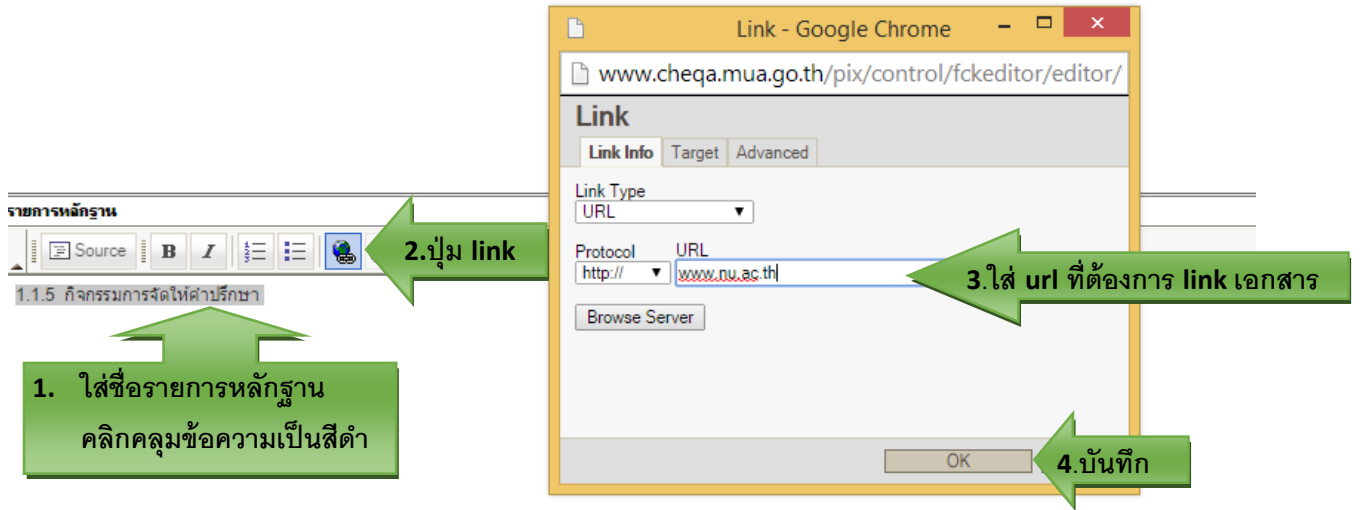 Link - Google Chrome
www.cheqa.mua.go.th/pix/control/fckeditor/editor/
Link
Link Info Target Advanced
Link Type
URL
Protocol URL
http:// www.nu.ac.th
Browse Server
OK
รายการหลักฐาน
Source B I
1.1.5 กิจกรรมการจัดให้คำปรึกษา
1. ใส่ชื่อรายการหลักฐาน
คลิกคลุมข้อความเป็นสีดำ
2.ปุ่ม link
3.ใส่ url ที่ต้องการ link เอกสาร
4.บันทึก